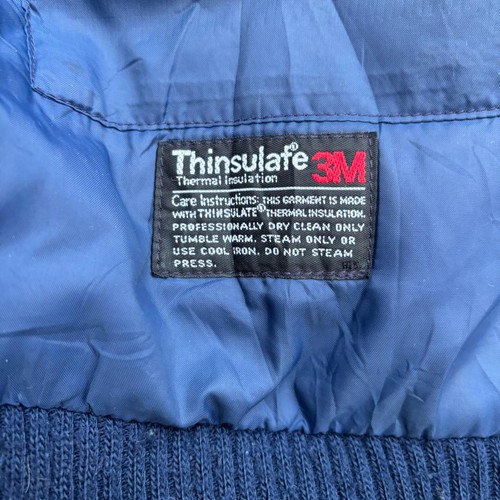 Thinsulate® 3M
Thermal Insulation
Care Instructions: THIS GARMENT IS MADE
WITH THINSULATE® THERMAL INSULATION.
PROFESSIONALLY DRY CLEAN ONLY
TUMBLE WARM. STEAM ONLY OR
USE COOL IRON. DO NOT STEAM
PRESS.